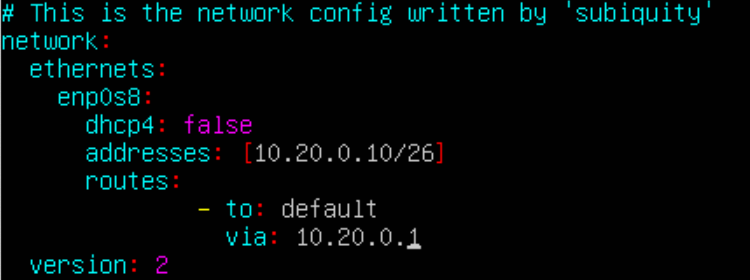 # This is the network config written by 'subiquity'
network:
  ethernets:
    enp0s8:
      dhcp4: false
      addresses: [10.20.0.10/26]
      routes:
              - to: default
                via: 10.20.0.1
  version: 2